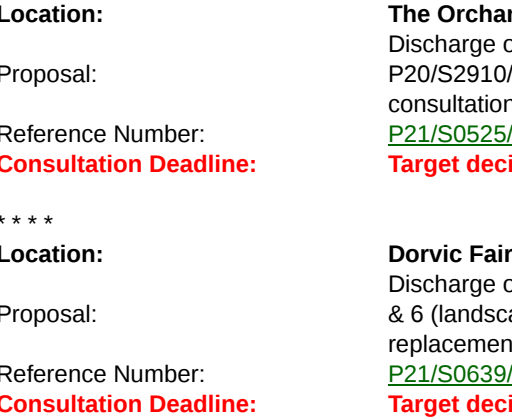 Location: The Orchar
Discharge o
Proposal: P20/S2910/
consultation
Reference Number: P21/S0525/
Consultation Deadline: Target deci
* * * *
Location: Dorvic Fair
Discharge o
Proposal: & 6 (landsca
replacemen
Reference Number: P21/S0639/
Consultation Deadline: Target deci